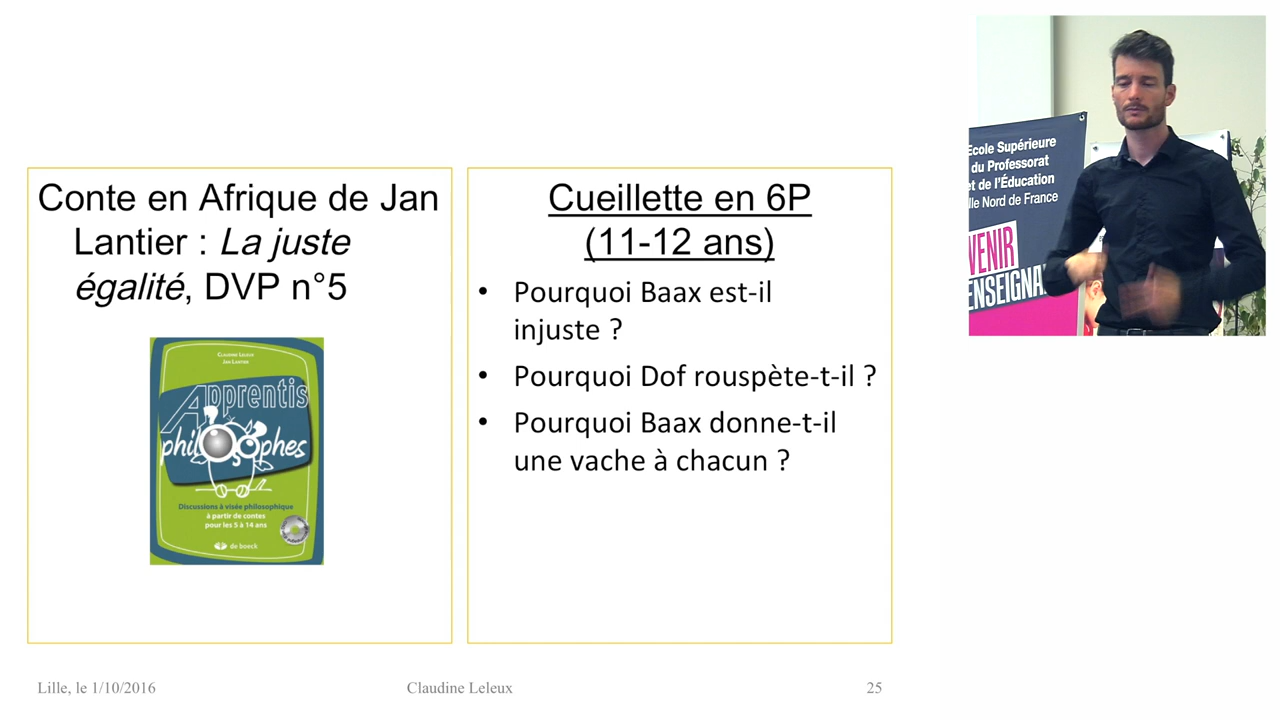 Conte en Afrique de Jan
Lantier : La juste
égalité, DVP n°5
CLAUDINE LELEUX
JAN LANTIER
Apprentis
philosophes
Discussions à visée philosophique
à partir de contes
pour les 5 à 14 ans
de boeck
Cueillette en 6P
(11-12 ans)
• Pourquoi Baax est-il
injuste ?
• Pourquoi Dof rouspète-t-il ?
• Pourquoi Baax donne-t-il
une vache à chacun ?
Ecole Supérieure
du Professorat
et de l'Éducation
lle Nord de France
VENIR
ENSEIGNA
Lille, le 1/10/2016
Claudine Leleux
25